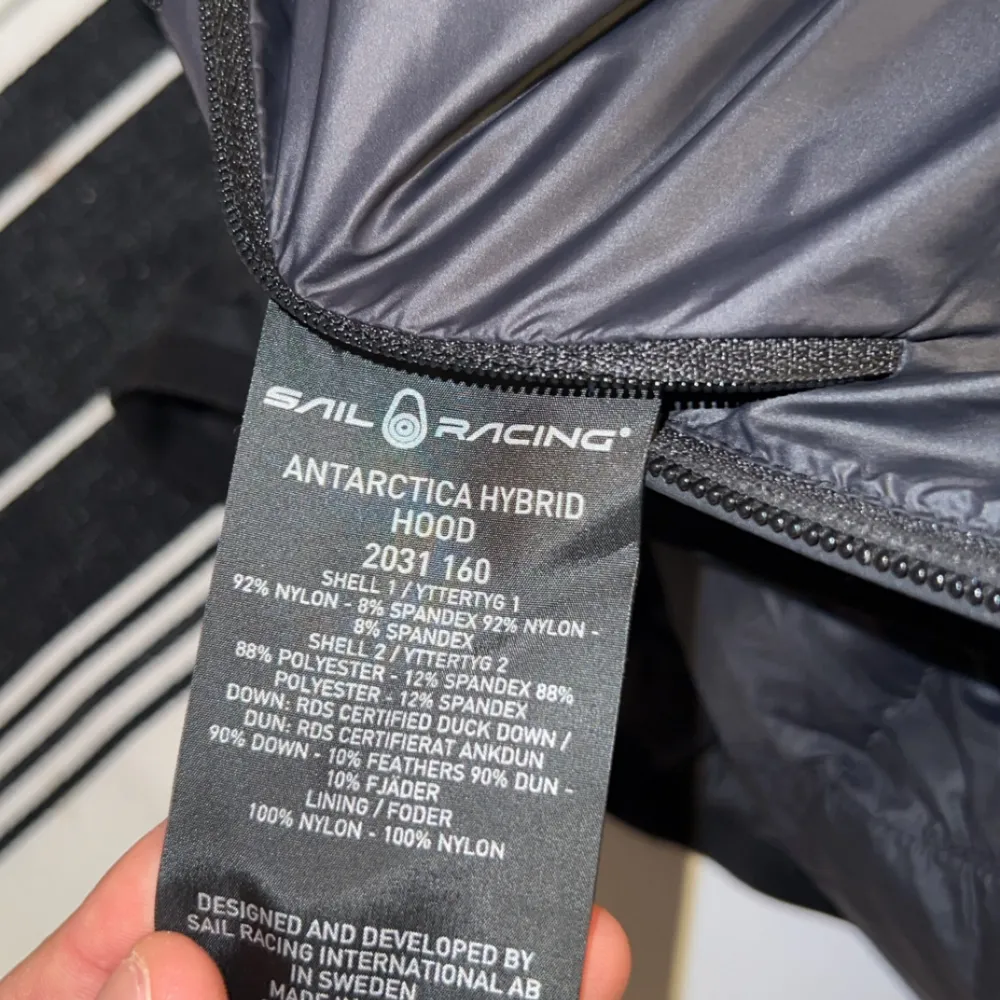 SAIL RACING®
ANTARCTICA HYBRID
HOOD
2031 160
SHELL 1 / YTTERTYG 1
92% NYLON - 8% SPANDEX 92% NYLON -
8% SPANDEX
SHELL 2 / YTTERTYG 2
88% POLYESTER - 12% SPANDEX 88%
POLYESTER - 12% SPANDEX
DOWN: RDS CERTIFIED DUCK DOWN /
DUN: RDS CERTIFIERAT ANKDUN
90% DOWN - 10% FEATHERS 90% DUN -
10% FJÄDER
LINING / FODER
100% NYLON - 100% NYLON
DESIGNED AND DEVELOPED BY
SAIL RACING INTERNATIONAL AB
IN SWEDEN
MADE